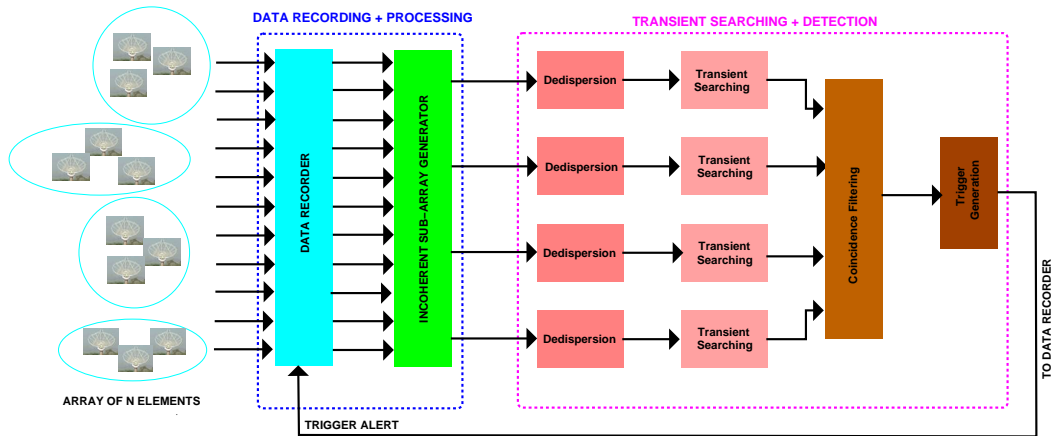 DATA RECORDING + PROCESSING
TRANSIENT SEARCHING + DETECTION
DATA RECORDER
INCOHERENT SUB–ARRAY GENERATOR
Dedispersion
Transient
Searching
Dedispersion
Transient
Searching
Dedispersion
Transient
Searching
Dedispersion
Transient
Searching
Coincidence Filtering
Trigger
Generation
TO DATA RECORDER
ARRAY OF N ELEMENTS
TRIGGER ALERT